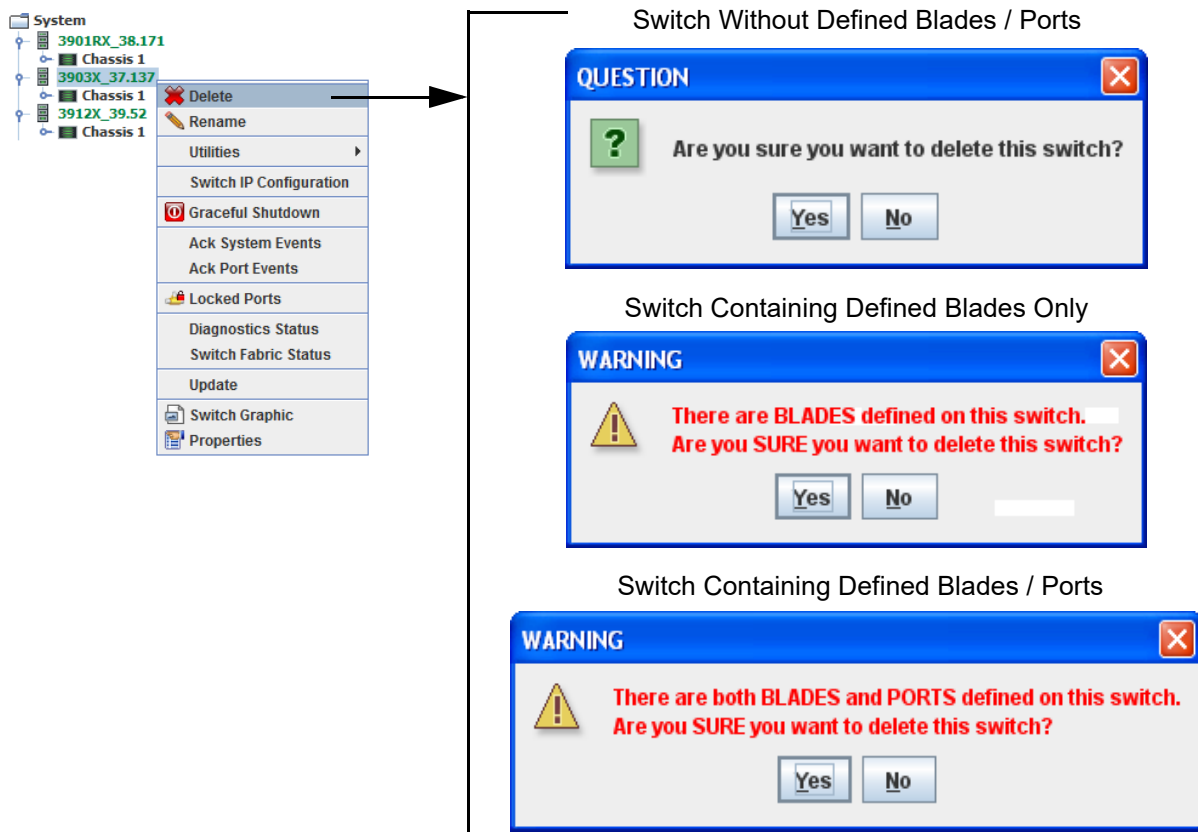 System
3901RX_38.171
Chassis 1
3903X_37.137
Chassis 1
3912X_39.52
Chassis 1
Delete
Rename
Utilities
Switch IP Configuration
Graceful Shutdown
Ack System Events
Ack Port Events
Locked Ports
Diagnostics Status
Switch Fabric Status
Update
Switch Graphic
Properties
Switch Without Defined Blades / Ports
QUESTION
?
Are you sure you want to delete this switch?
Yes No
Switch Containing Defined Blades Only
WARNING
There are BLADES defined on this switch.
Are you SURE you want to delete this switch?
Yes No
Switch Containing Defined Blades / Ports
WARNING
There are both BLADES and PORTS defined on this switch.
Are you SURE you want to delete this switch?
Yes No